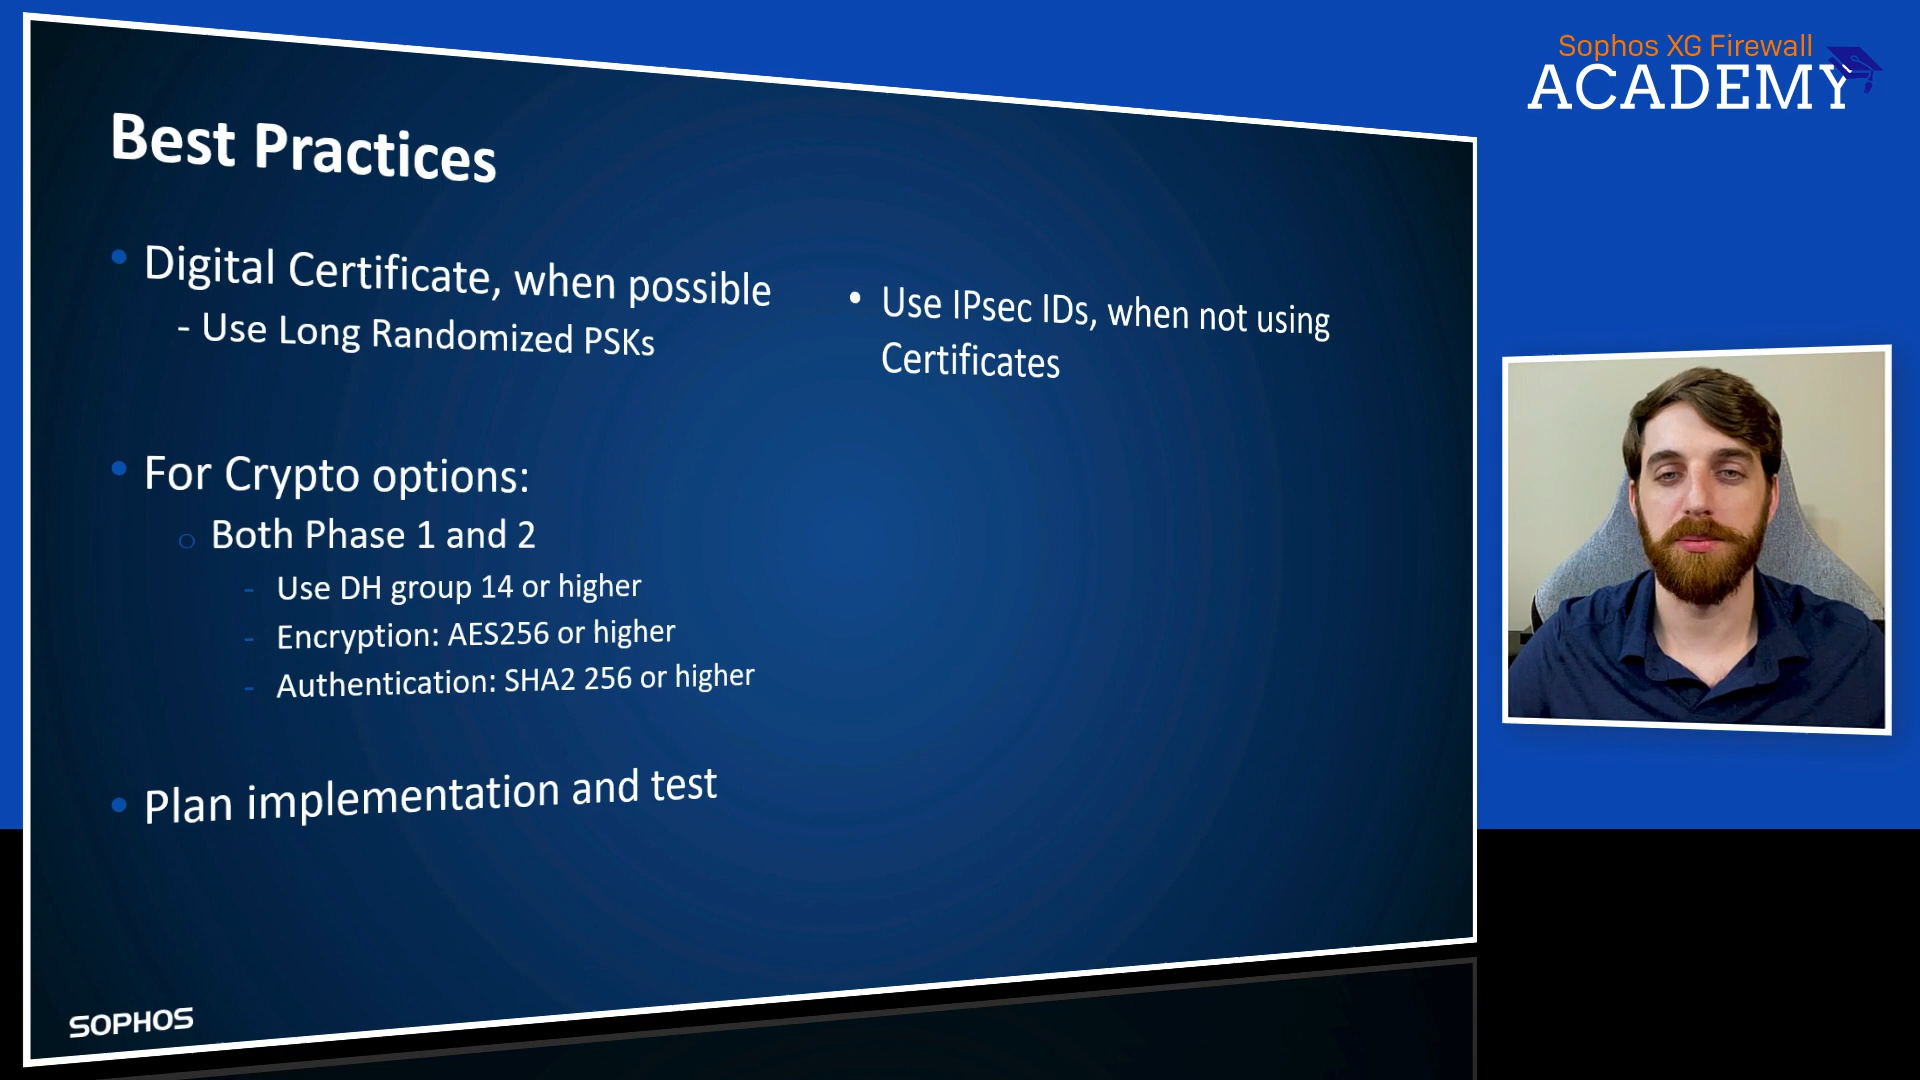 Sophos XG Firewall
ACADEMY
Best Practices
• Digital Certificate, when possible
- Use Long Randomized PSKs
• For Crypto options:
o Both Phase 1 and 2
- Use DH group 14 or higher
- Encryption: AES256 or higher
- Authentication: SHA2 256 or higher
• Plan implementation and test
• Use IPsec IDs, when not using
Certificates
SOPHOS